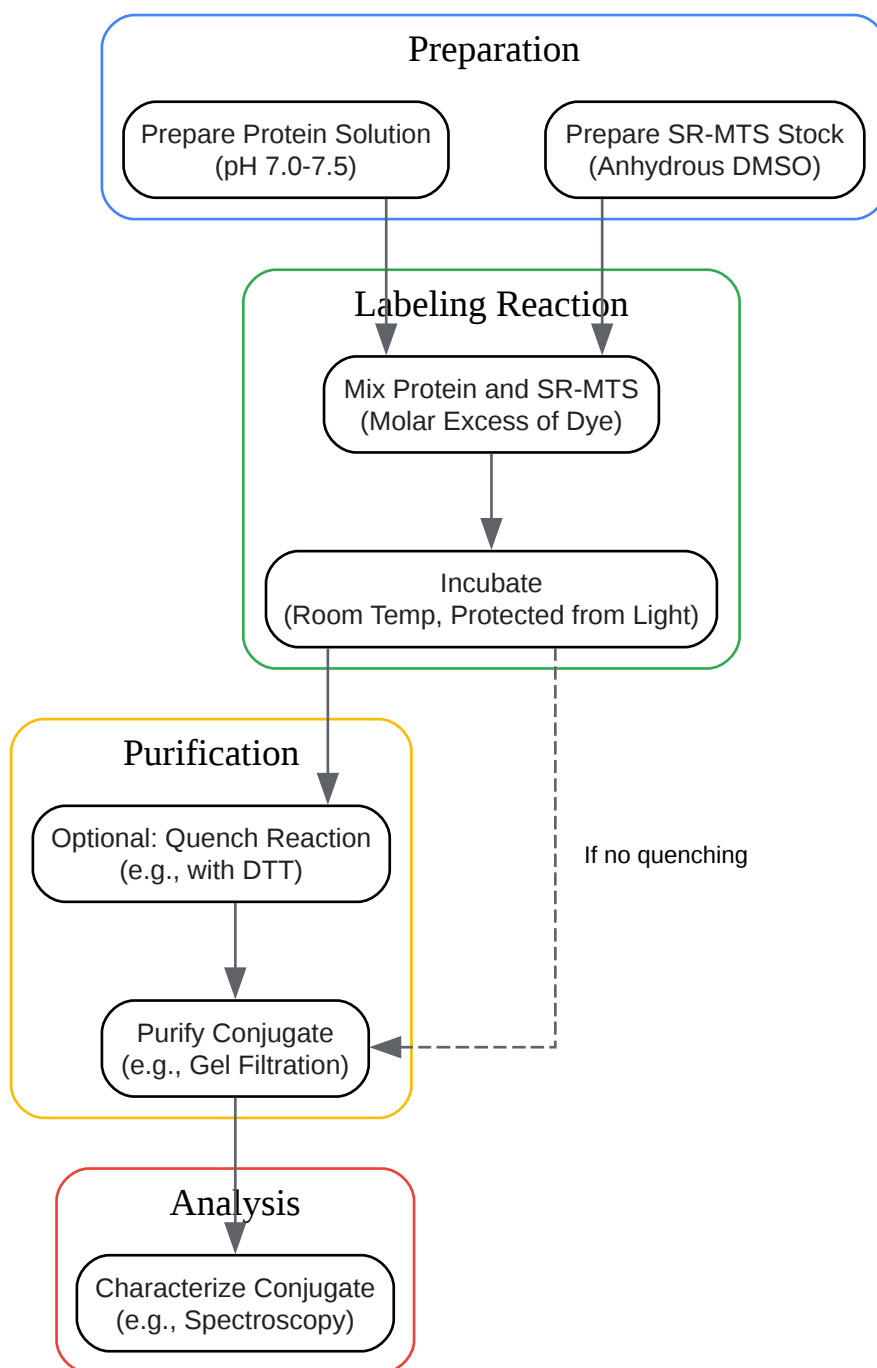 Preparation
Prepare Protein Solution
(pH 7.0-7.5)
Prepare SR-MTS Stock
(Anhydrous DMSO)
Labeling Reaction
Mix Protein and SR-MTS
(Molar Excess of Dye)
Incubate
(Room Temp, Protected from Light)
Purification
Optional: Quench Reaction
(e.g., with DTT)
If no quenching
Purify Conjugate
(e.g., Gel Filtration)
Analysis
Characterize Conjugate
(e.g., Spectroscopy)